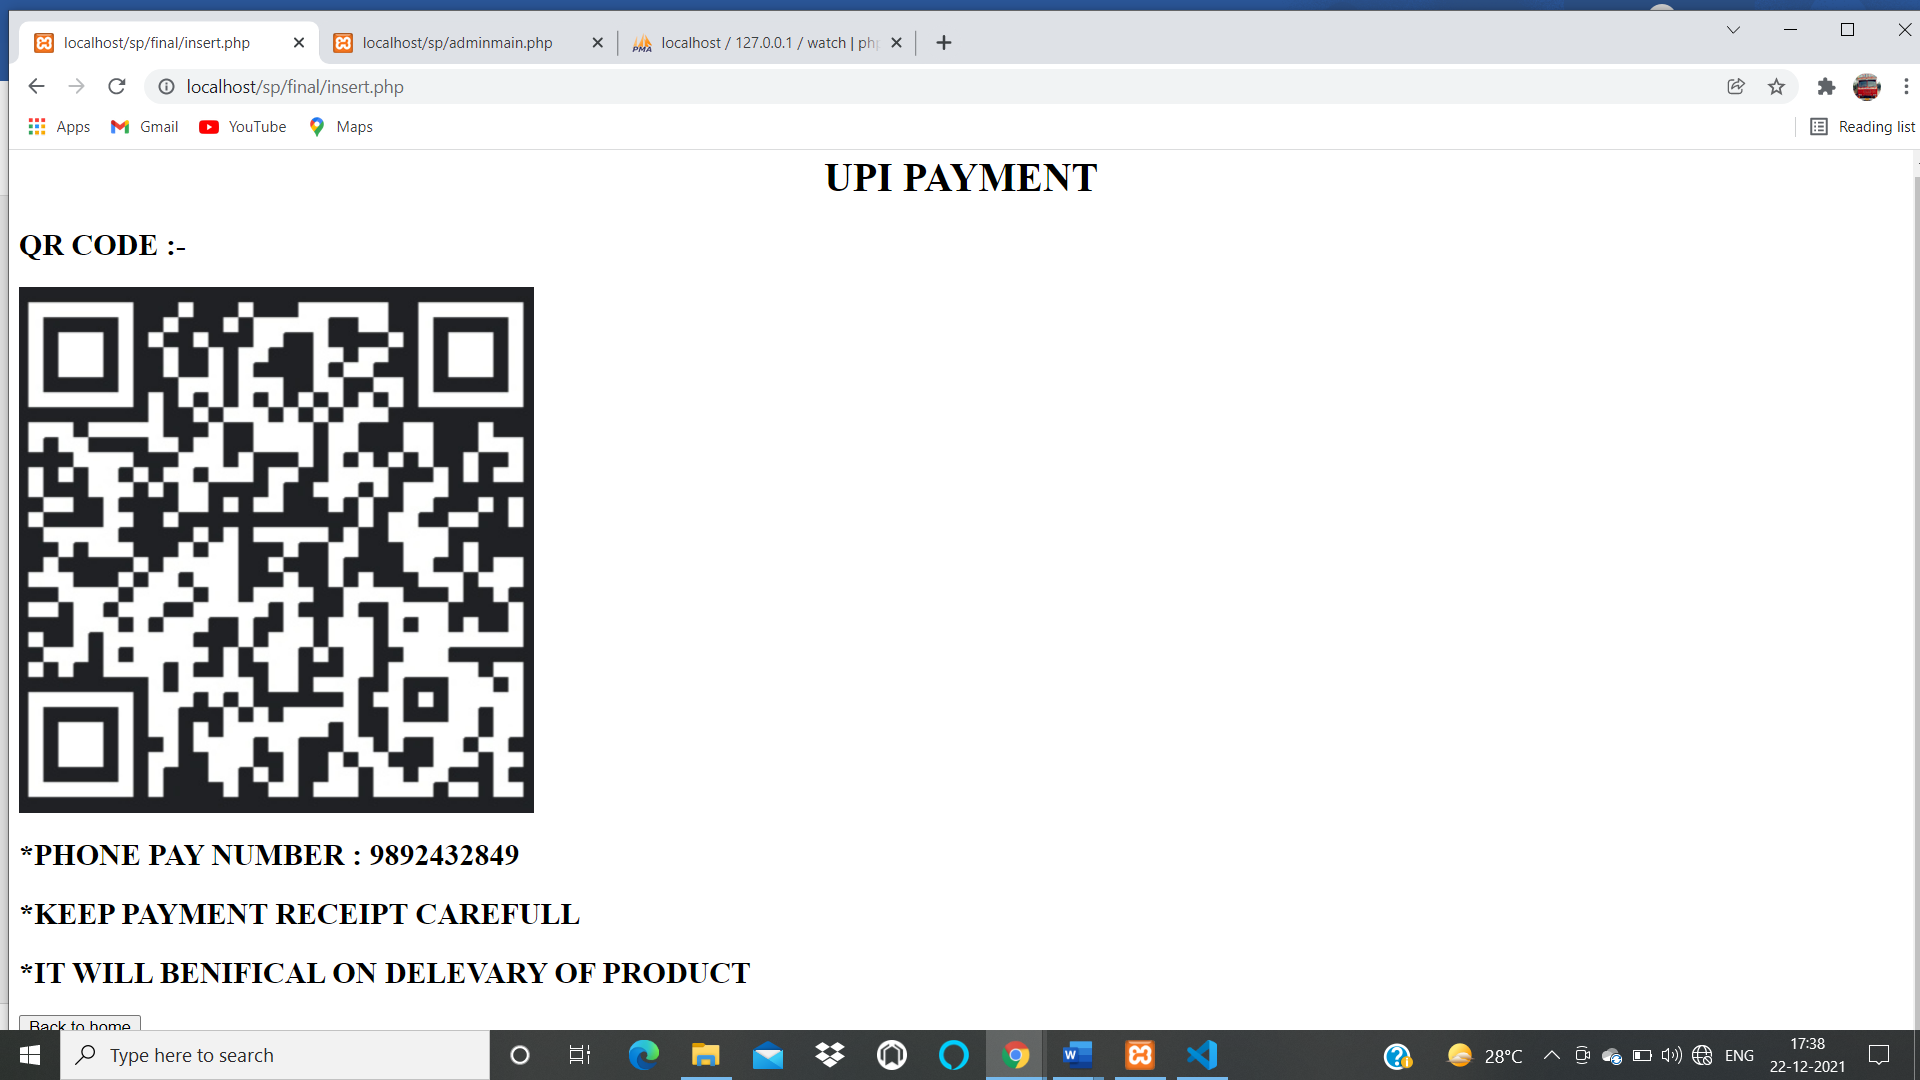 localhost/sp/final/insert.php
localhost/sp/adminmain.php
PMA localhost / 127.0.0.1 / watch | php
localhost/sp/final/insert.php
Apps
Gmail
YouTube
Maps
Reading list
UPI PAYMENT
QR CODE :-
*PHONE PAY NUMBER : 9892432849
*KEEP PAYMENT RECEIPT CAREFULL
*IT WILL BENIFICAL ON DELEVARY OF PRODUCT
Back to home
Type here to search
28°C
ENG
17:38
22-12-2021